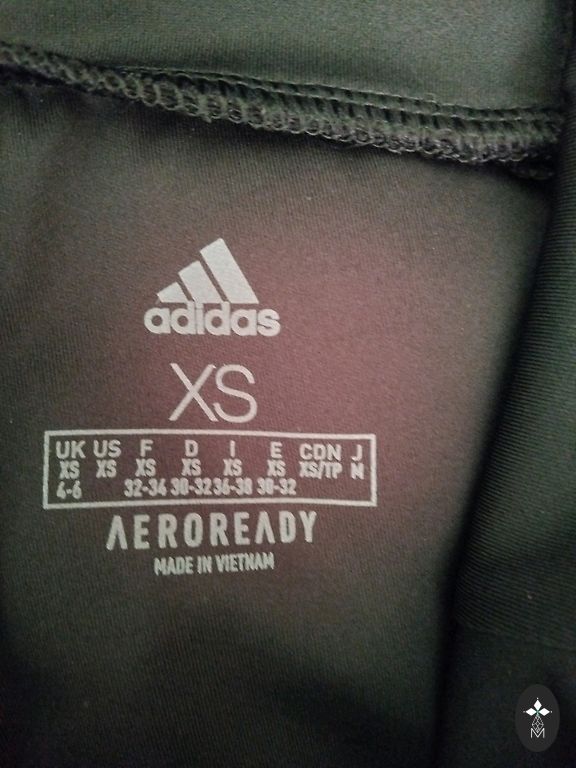 adidas
XS
UK US F D I E CDN J
XS XS XS XS XS XS XS/TP M
4-6 32-34 30-32 36-38 30-32
AEROREADY
MADE IN VIETNAM
M